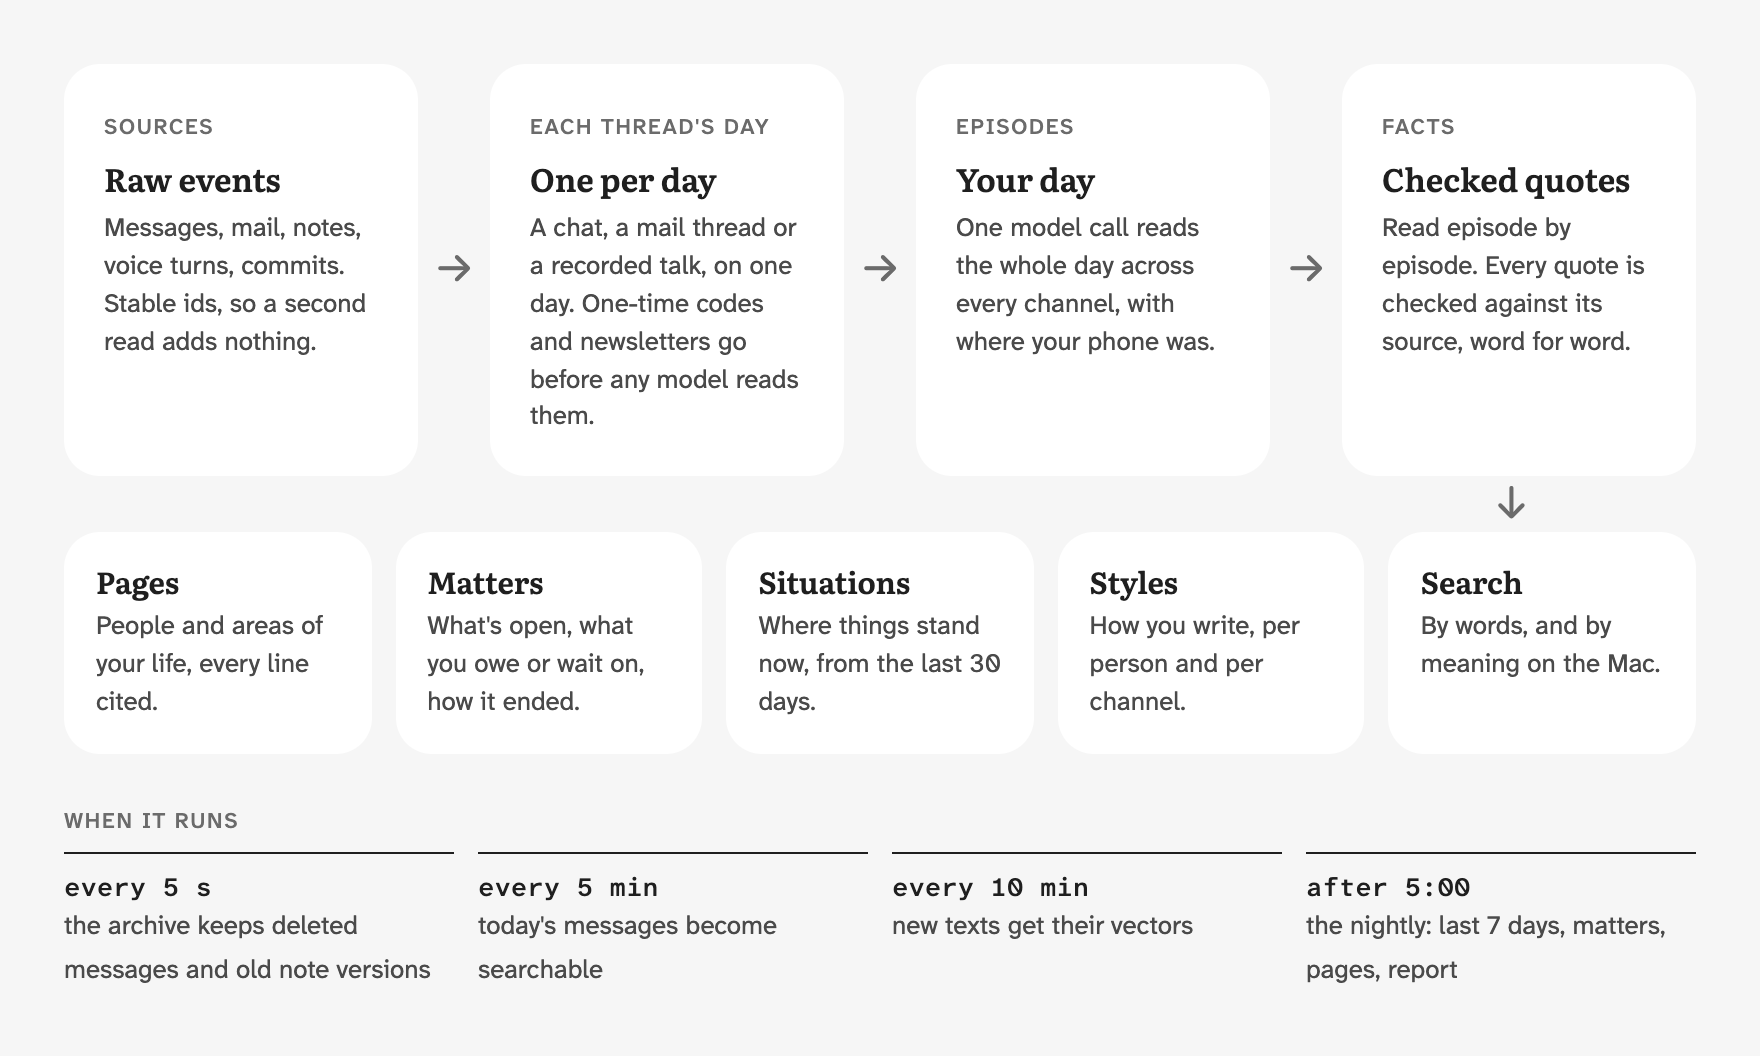 SOURCES
Raw events
Messages, mail, notes,
voice turns, commits.
Stable ids, so a second
read adds nothing.
EACH THREAD'S DAY
One per day
A chat, a mail thread or
a recorded talk, on one
day. One-time codes
and newsletters go
before any model reads
them.
EPISODES
Your day
One model call reads
the whole day across
every channel, with
where your phone was.
FACTS
Checked quotes
Read episode by
episode. Every quote is
checked against its
source, word for word.
Pages
People and areas of
your life, every line
cited.
Matters
What's open, what
you owe or wait on,
how it ended.
Situations
Where things stand
now, from the last 30
days.
Styles
How you write, per
person and per
channel.
Search
By words, and by
meaning on the Mac.
WHEN IT RUNS
every 5 s
the archive keeps deleted
messages and old note versions
every 5 min
today's messages become
searchable
every 10 min
new texts get their vectors
after 5:00
the nightly: last 7 days, matters,
pages, report